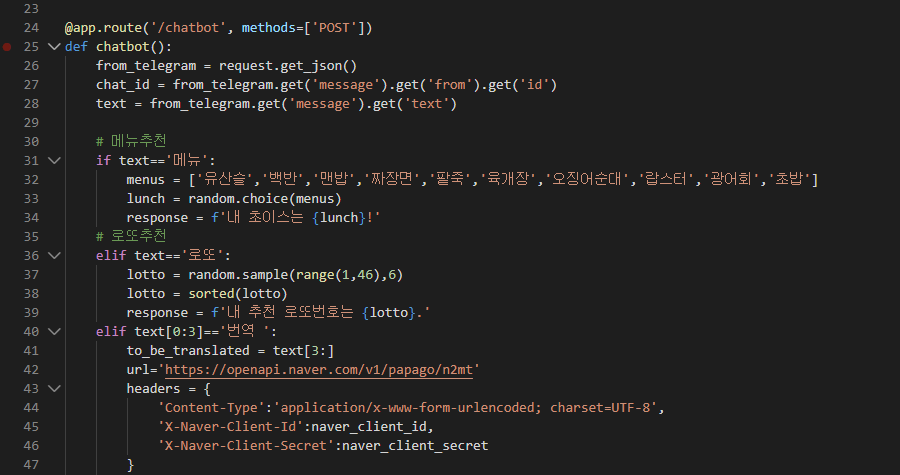 23
24 @app.route('/chatbot', methods=['POST'])
25 def chatbot():
26     from_telegram = request.get_json()
27     chat_id = from_telegram.get('message').get('from').get('id')
28     text = from_telegram.get('message').get('text')
29
30     # 메뉴추천
31     if text=='메뉴':
32         menus = ['유산슬','백반','맨밥','짜장면','팥죽','육개장','오징어순대','랍스터','광어회','초밥']
33         lunch = random.choice(menus)
34         response = f'내 초이스는 {lunch}!'
35     # 로또추천
36     elif text=='로또':
37         lotto = random.sample(range(1,46),6)
38         lotto = sorted(lotto)
39         response = f'내 추천 로또번호는 {lotto}.'
40     elif text[0:3]=='번역 ':
41         to_be_translated = text[3:]
42         url='https://openapi.naver.com/v1/papago/n2mt'
43         headers = {
44             'Content-Type':'application/x-www-form-urlencoded; charset=UTF-8',
45             'X-Naver-Client-Id':naver_client_id,
46             'X-Naver-Client-Secret':naver_client_secret
47         }